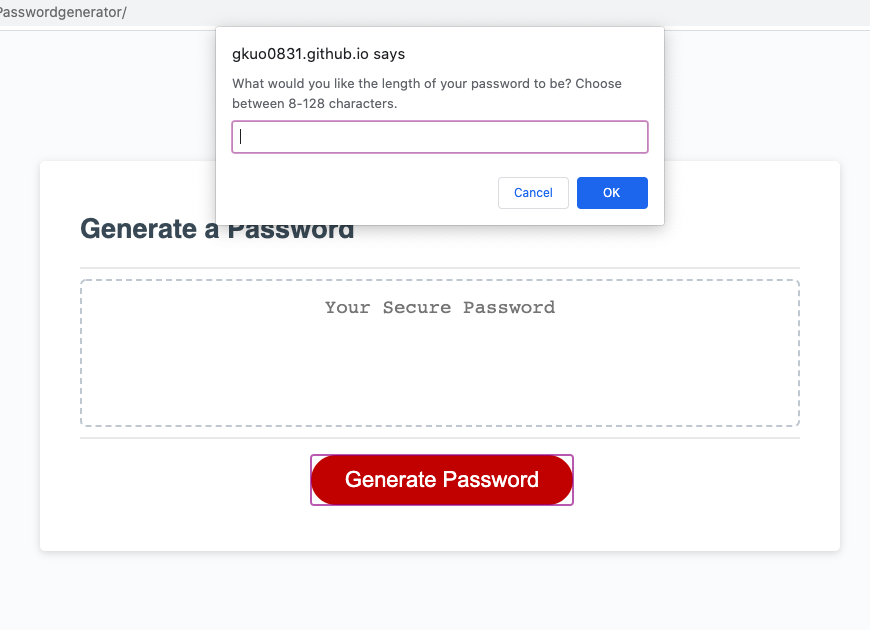 Passwordgenerator/
gkuo0831.github.io says
What would you like the length of your password to be? Choose
between 8-128 characters.
Cancel
OK
Generate a Password
Your Secure Password
Generate Password